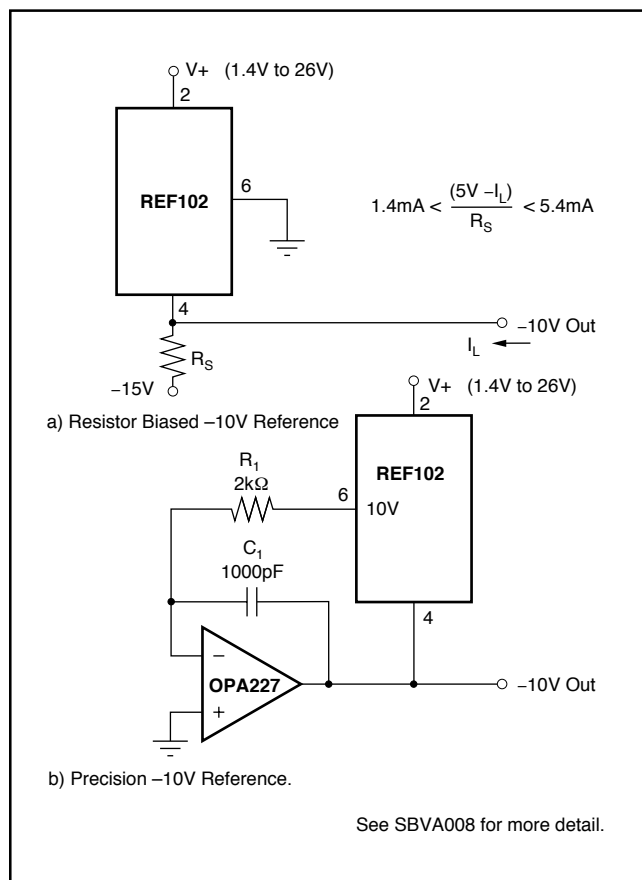 V+ (1.4V to 26V)
2
REF102
6
1.4mA < (5V –I_L) / R_S < 5.4mA
4
–10V Out
I_L
R_S
–15V
a) Resistor Biased –10V Reference
V+ (1.4V to 26V)
2
REF102
R_1
2kΩ
6
10V
C_1
1000pF
4
–
OPA227
+
–10V Out
b) Precision –10V Reference.
See SBVA008 for more detail.